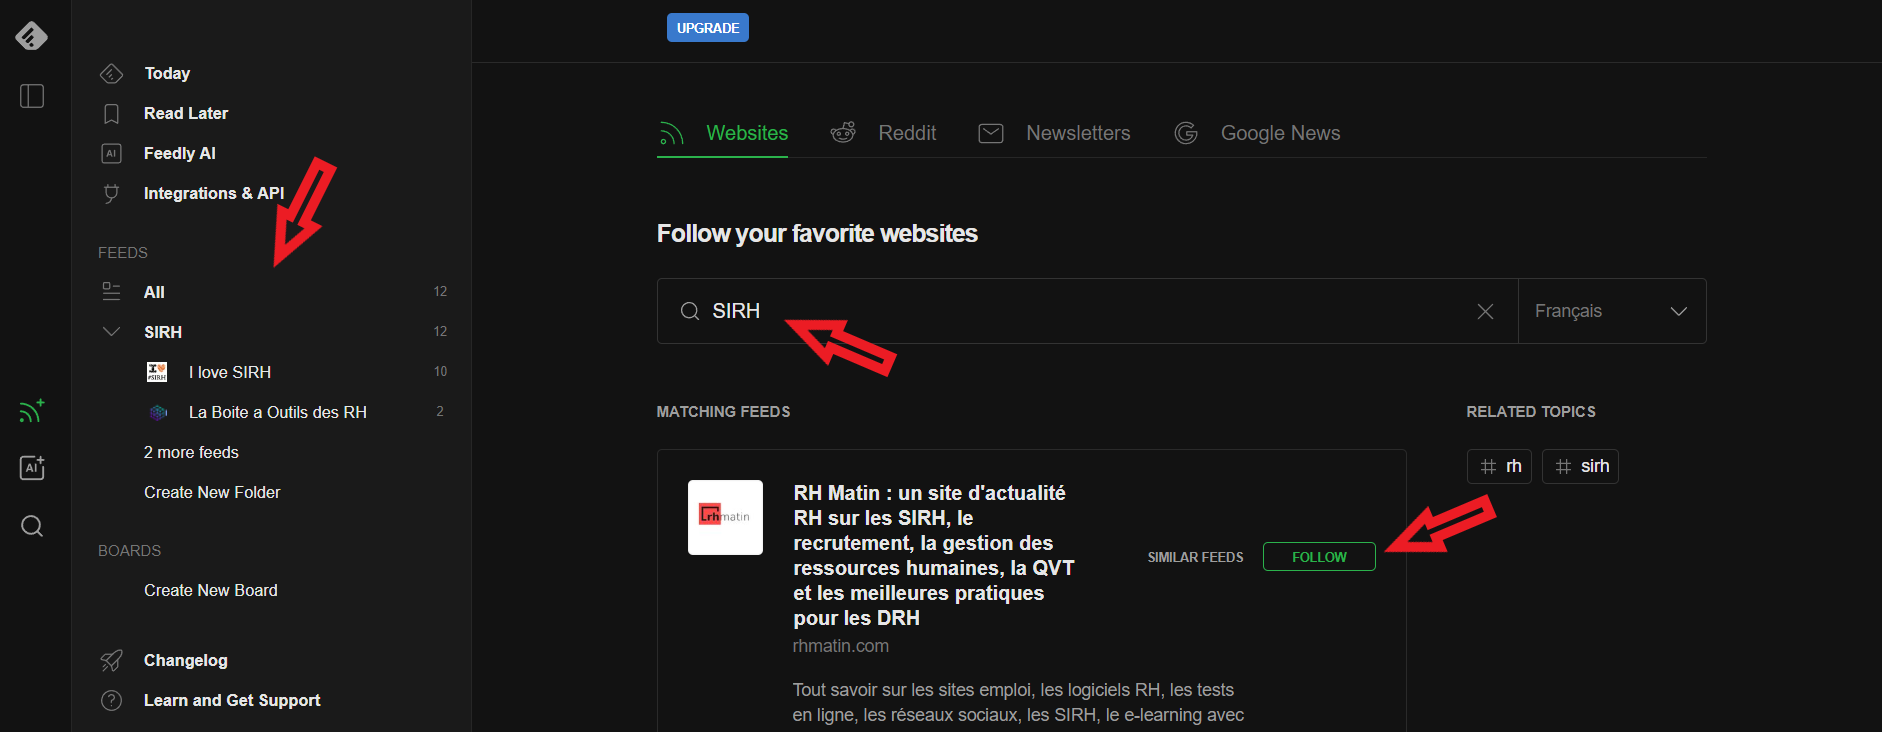 UPGRADE
Today
Read Later
AI
Feedly AI
Integrations & API
FEEDS
All 12
SIRH 12
I love SIRH 10
La Boite a Outils des RH 2
2 more feeds
Create New Folder
BOARDS
Create New Board
Changelog
Learn and Get Support
AI
Websites
Reddit
Newsletters
Google News
Follow your favorite websites
SIRH
Français
MATCHING FEEDS
RELATED TOPICS
rh
sirh
rhmatin
RH Matin : un site d'actualité
RH sur les SIRH, le
recrutement, la gestion des
ressources humaines, la QVT
et les meilleures pratiques
pour les DRH
rhmatin.com
SIMILAR FEEDS
FOLLOW
Tout savoir sur les sites emploi, les logiciels RH, les tests
en ligne, les réseaux sociaux, les SIRH, le e-learning avec